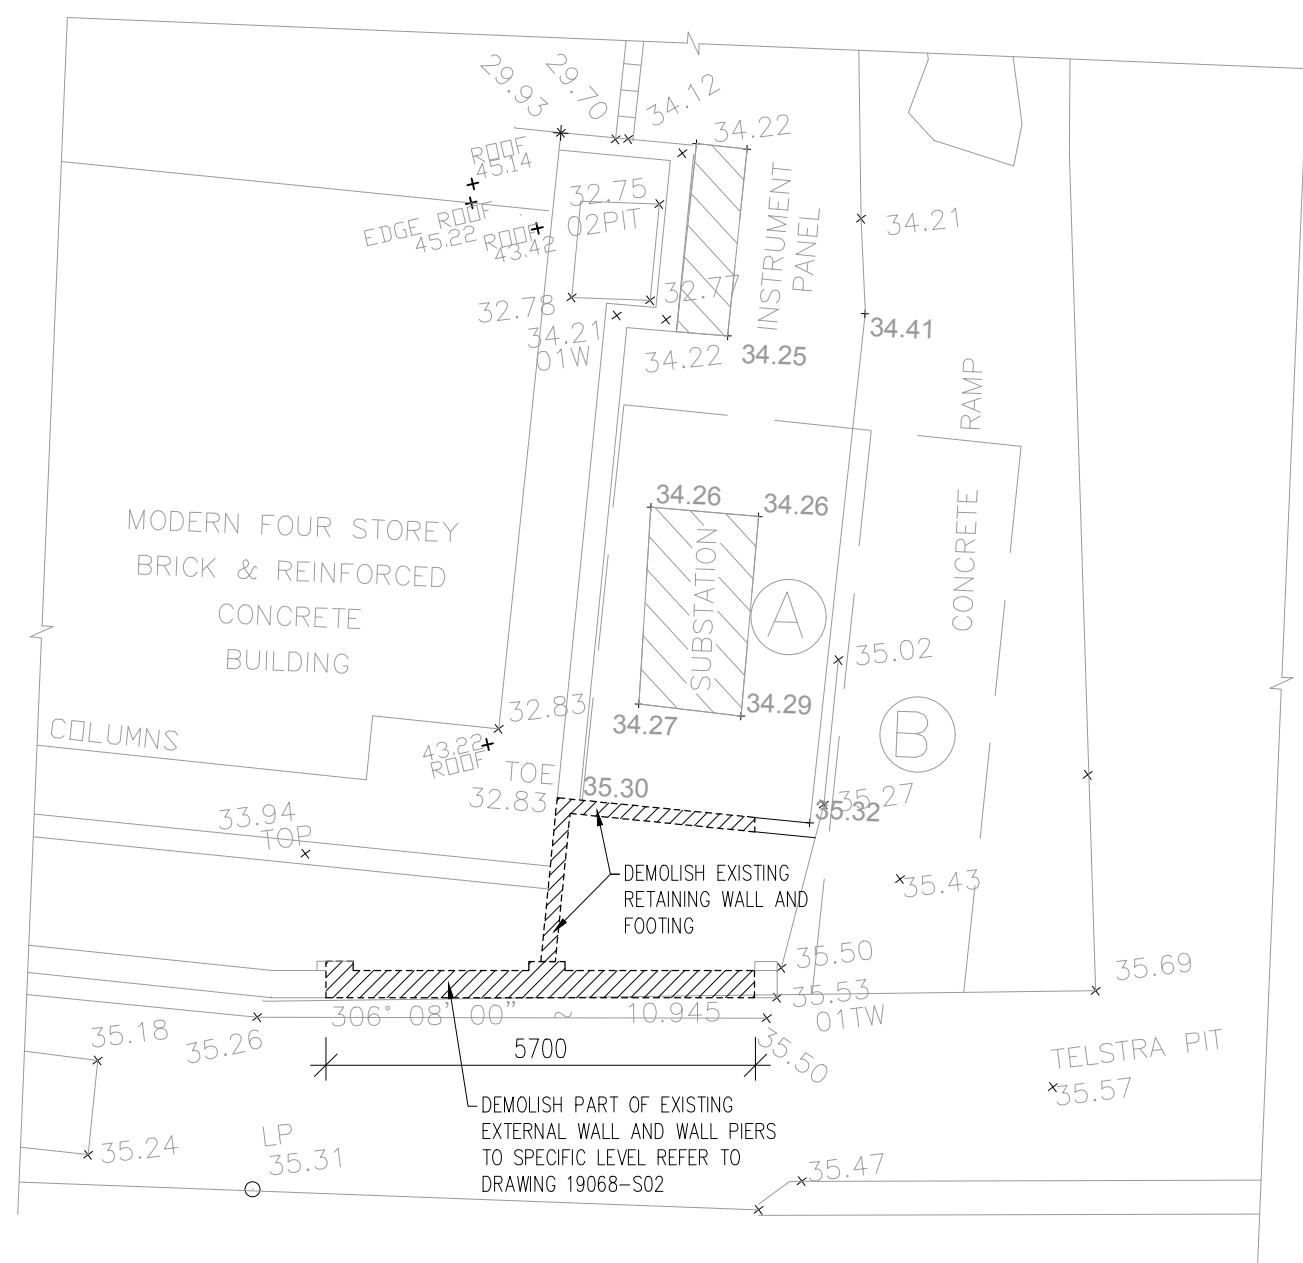 29.93
29.70
34.12
34.22
ROOF
45.14
32.75
02PIT
EDGE ROOF
45.22
ROOF
43.42
INSTRUMENT
PANEL
34.21
32.78
32.77
34.21
01W
34.22
34.25
34.41
RAMP
CONCRETE
34.26
34.26
SUBSTATION
A
MODERN FOUR STOREY
BRICK & REINFORCED
CONCRETE
BUILDING
35.02
34.27
34.29
B
COLUMNS
32.83
43.22
ROOF
TOE
32.83
35.30
35.27
35.32
33.94
TOP
DEMOLISH EXISTING
RETAINING WALL AND
FOOTING
35.43
35.50
35.53
01TW
35.69
306° 08' 00" ~ 10.945
35.18
35.26
5700
35.50
TELSTRA PIT
35.57
DEMOLISH PART OF EXISTING
EXTERNAL WALL AND WALL PIERS
TO SPECIFIC LEVEL REFER TO
DRAWING 19068-S02
35.24
LP
35.31
35.47